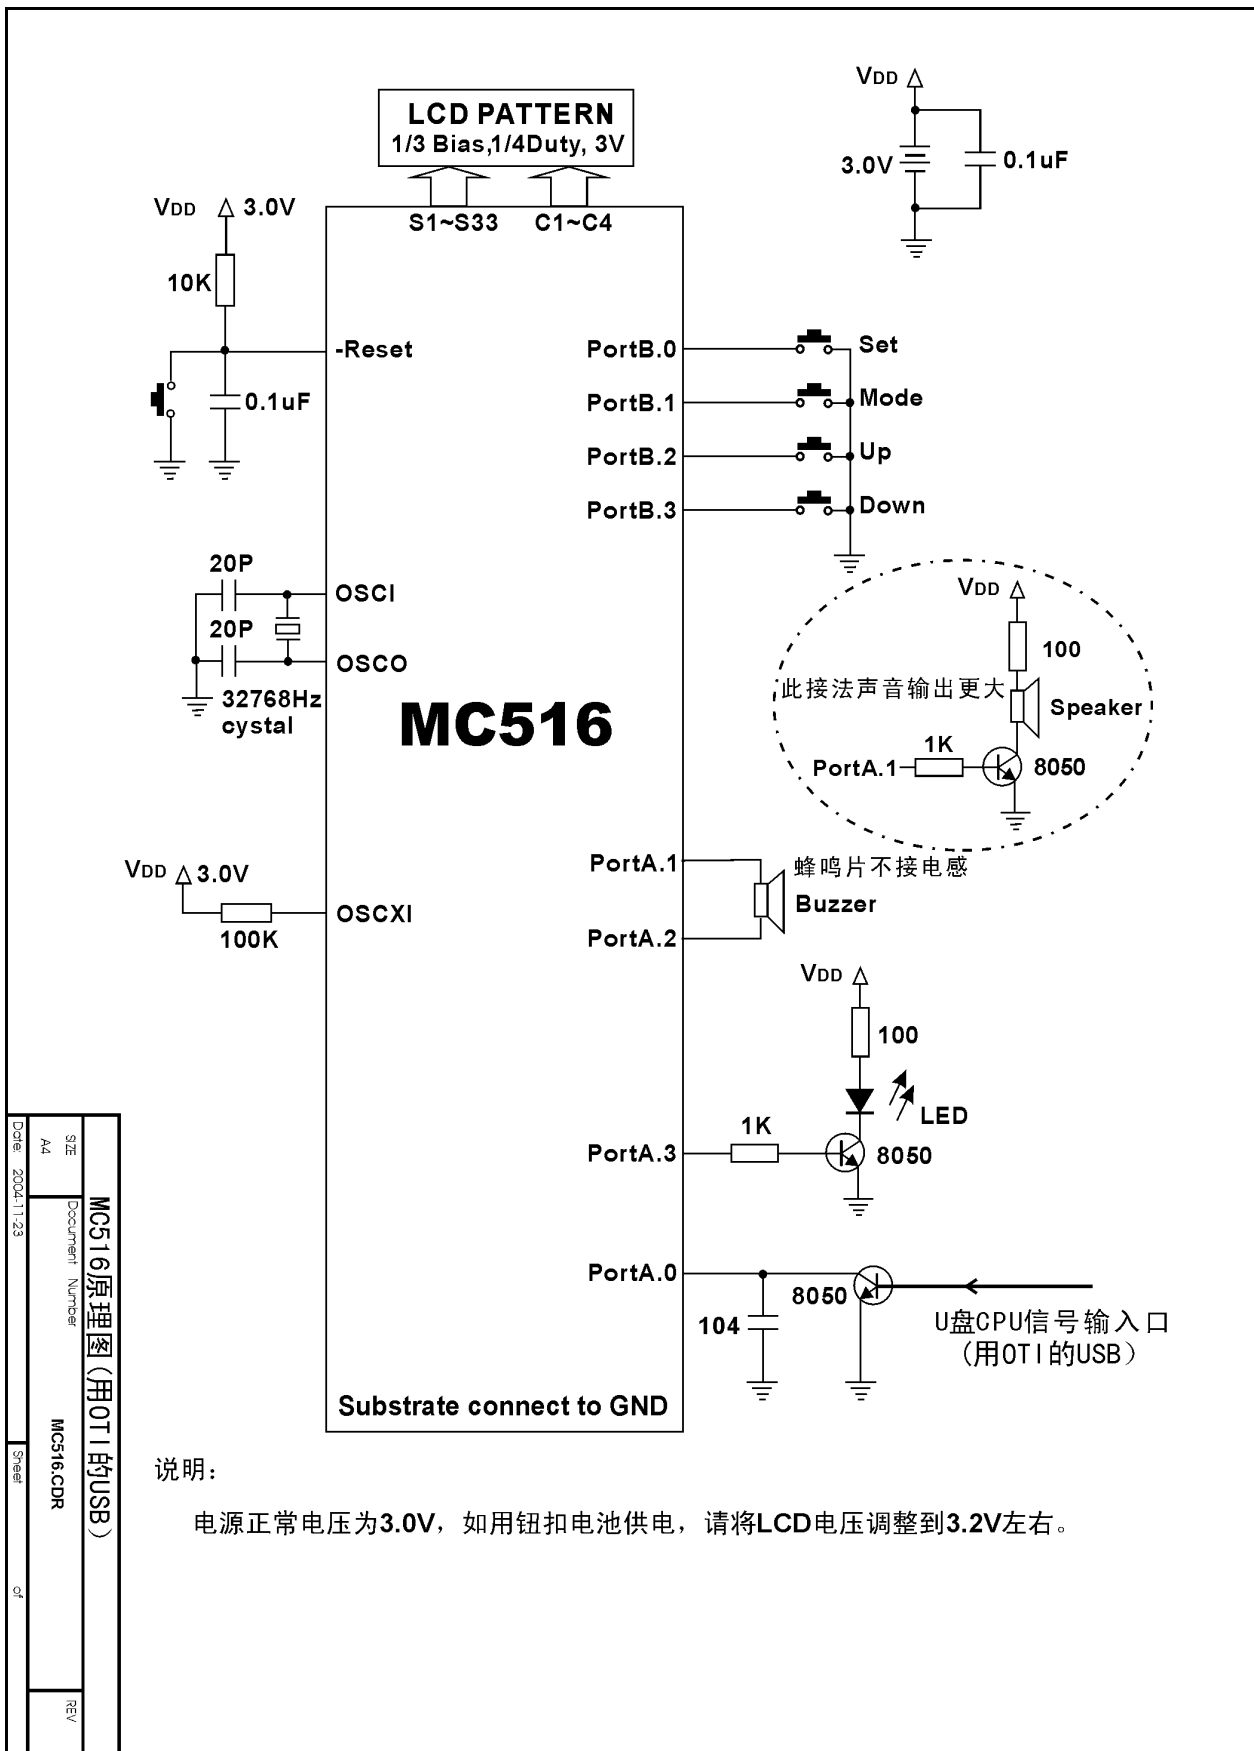 LCD PATTERN
1/3 Bias,1/4Duty, 3V
S1~S33 C1~C4
VDD
3.0V 0.1uF
VDD 3.0V
10K
-Reset
0.1uF
PortB.0 Set
PortB.1 Mode
PortB.2 Up
PortB.3 Down
20P
OSCI
20P
OSCO
32768Hz
cystal
MC516
VDD
100
此接法声音输出更大
Speaker
1K
PortA.1 8050
VDD 3.0V
OSCXI
100K
PortA.1
蜂鸣片不接电感
Buzzer
PortA.2
VDD
100
LED
1K
PortA.3 8050
PortA.0
8050
104
U盘CPU信号输入口
(用OTI的USB)
Substrate connect to GND
说明:
电源正常电压为3.0V，如用钮扣电池供电，请将LCD电压调整到3.2V左右。
MC516原理图(用OTI的USB)
SIZE
A4
Document Number
MC516.CDR
REV
Date: 2004-11-23
Sheet of